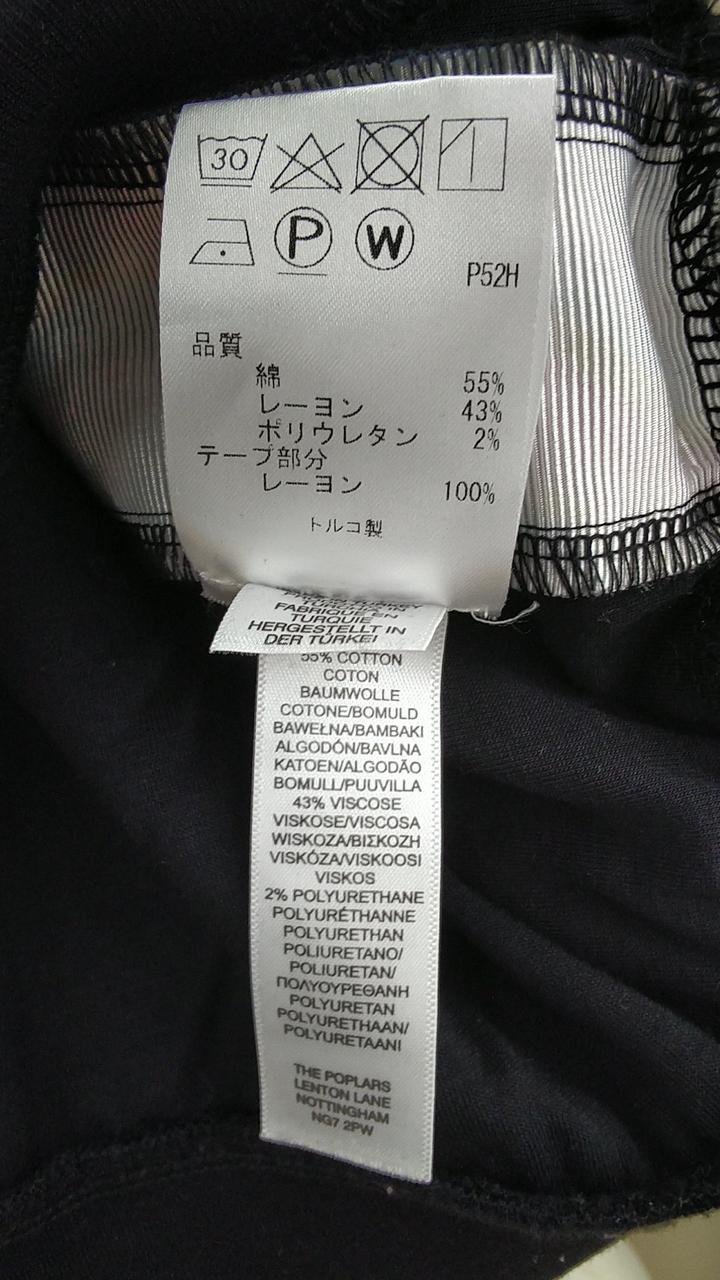 30
P
W
P52H
品質
綿 55%
レーヨン 43%
ポリウレタン 2%
テープ部分
レーヨン 100%
トルコ製
FABRIQUE EN
TURQUIE
HERGESTELLT IN
DER TÜRKEI
55% COTTON
COTON
BAUMWOLLE
COTONE/BOMULD
BAWEŁNA/BAMBAKI
ALGODÓN/BAVLNA
KATOEN/ALGODÃO
BOMULL/PUUVILLA
43% VISCOSE
VISKOSE/VISCOSA
WISKOZA/ΒΙΣΚΟΖΗ
VISKÓZA/VISKOOSI
VISKOS
2% POLYURETHANE
POLYURÉTHANNE
POLYURETHAN
POLIURETANO/
POLIURETAN/
ΠΟΛΥΟΥΡΕΘΑΝΗ
POLYURETAN
POLYURETHAAN/
POLYURETAANI
THE POPLARS
LENTON LANE
NOTTINGHAM
NG7 2PW